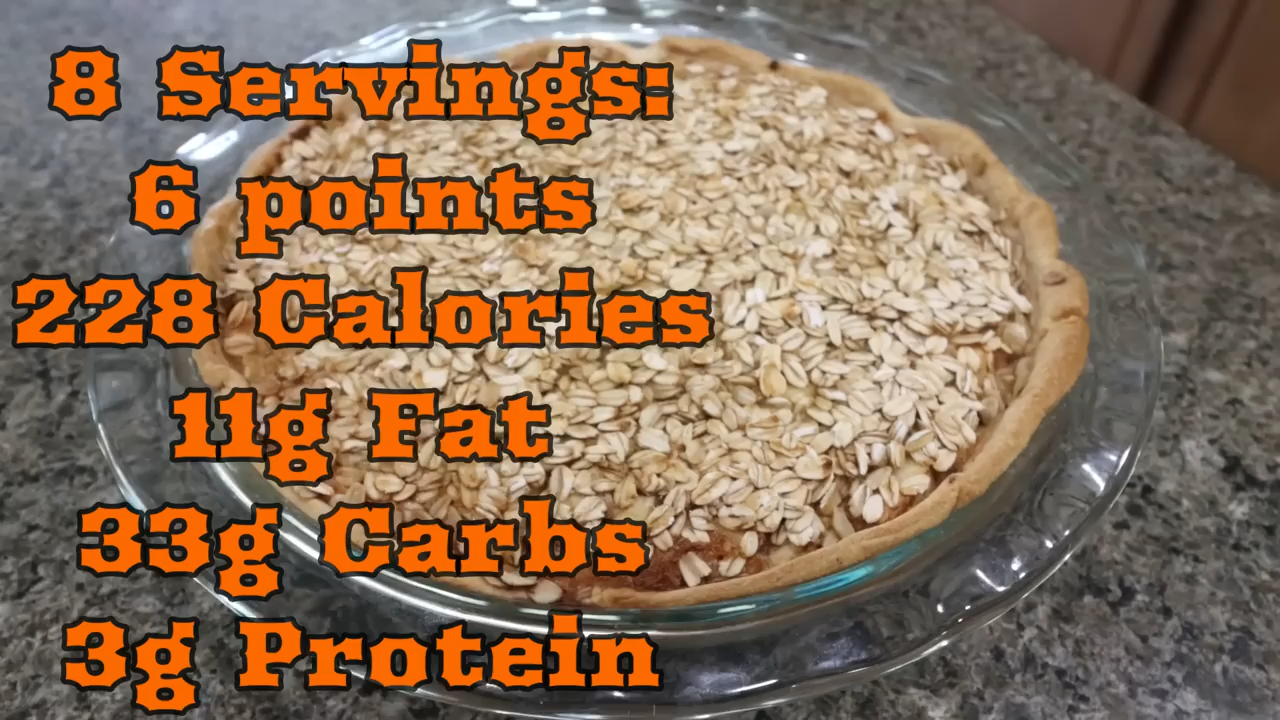 8 Servings:
6 points
228 Calories
11g Fat
33g Carbs
3g Protein